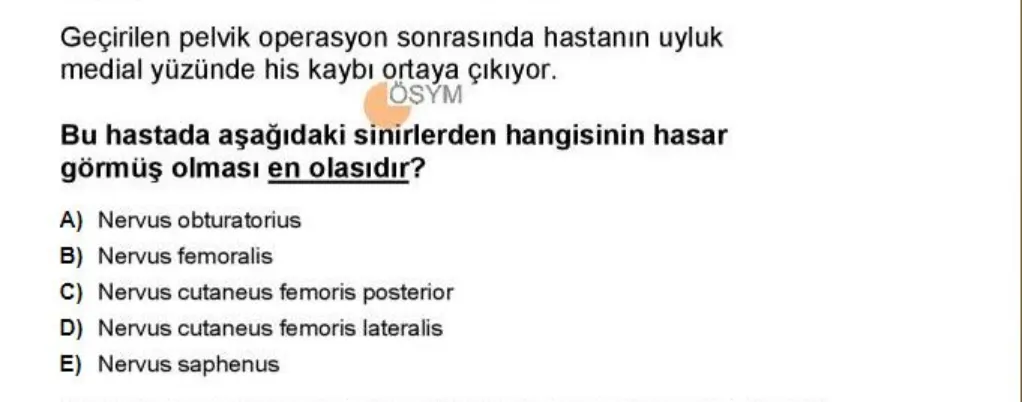 Geçirilen pelvik operasyon sonrasında hastanın uyluk
medial yüzünde his kaybı ortaya çıkıyor.
ÖSYM
Bu hastada aşağıdaki sinirlerden hangisinin hasar
görmüş olması en olasıdır?
A) Nervus obturatorius
B) Nervus femoralis
C) Nervus cutaneus femoris posterior
D) Nervus cutaneus femoris lateralis
E) Nervus saphenus